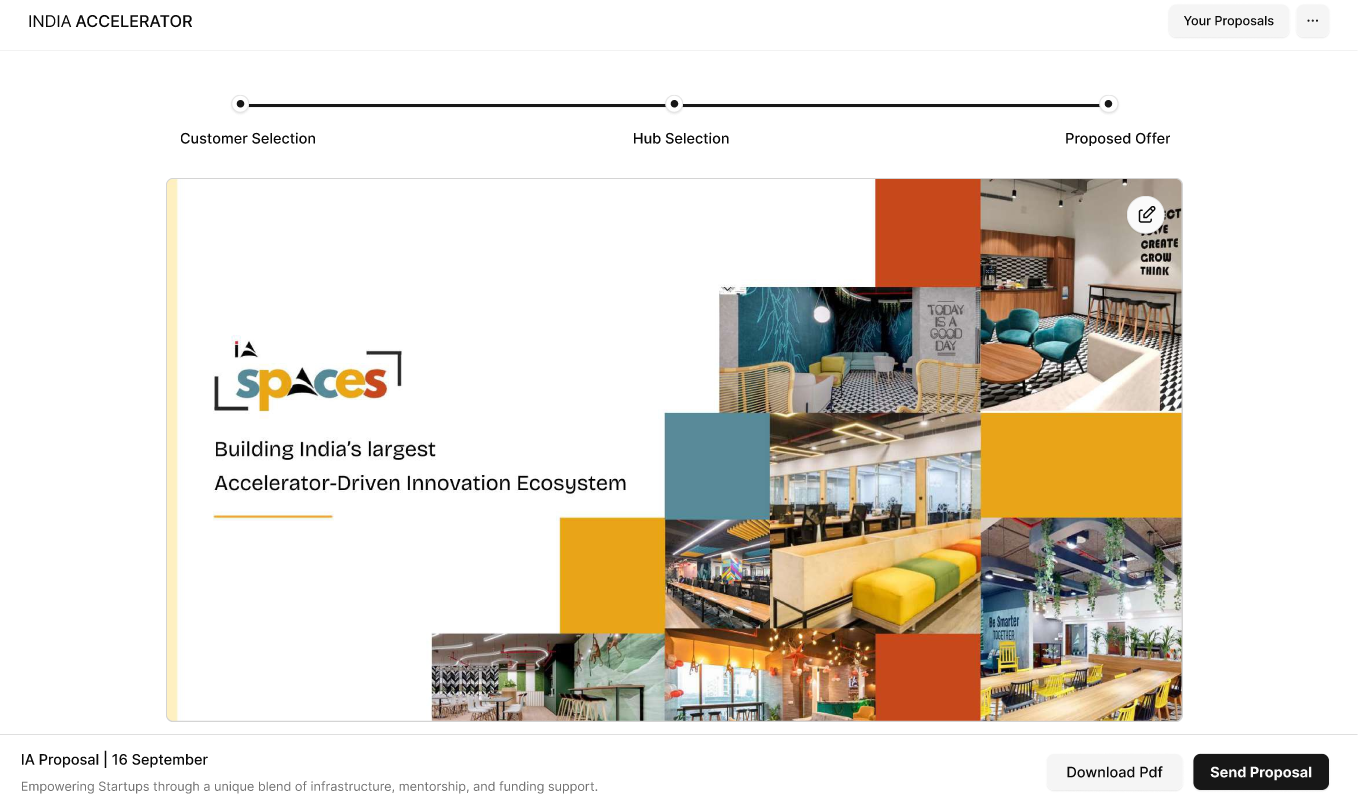 INDIA ACCELERATOR
Your Proposals
...
Customer Selection
Hub Selection
Proposed Offer
CREATE
GROW
THINK
TODAY
IS A
GOOD
DAY
iA
spaces
Building India's largest
Accelerator-Driven Innovation Ecosystem
Be Smarter
TOGETHER
IA Proposal | 16 September
Empowering Startups through a unique blend of infrastructure, mentorship, and funding support.
Download Pdf
Send Proposal